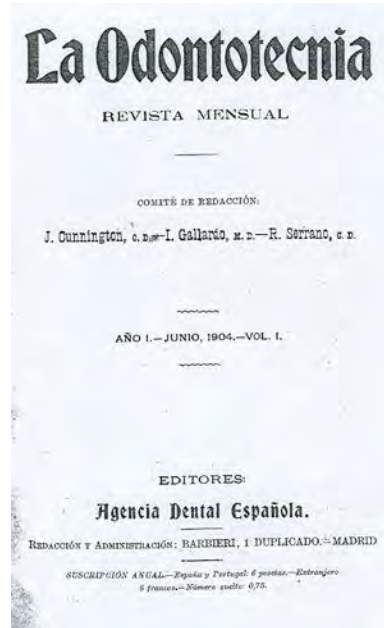 La Odontotecnia
REVISTA MENSUAL
COMITÉ DE REDACCIÓN:
J. Cunnington, C. D.—I. Gallardo, M. D.—R. Serrano, C. D.
AÑO I.—JUNIO, 1904.—VOL. I.
EDITORES:
Agencia Dental Española.
REDACCIÓN Y ADMINISTRACIÓN: BARBIERI, 1 DUPLICADO.—MADRID
SUSCRIPCIÓN ANUAL.—España y Portugal: 6 pesetas.—Extranjero
6 francos.—Número suelto: 0,75.